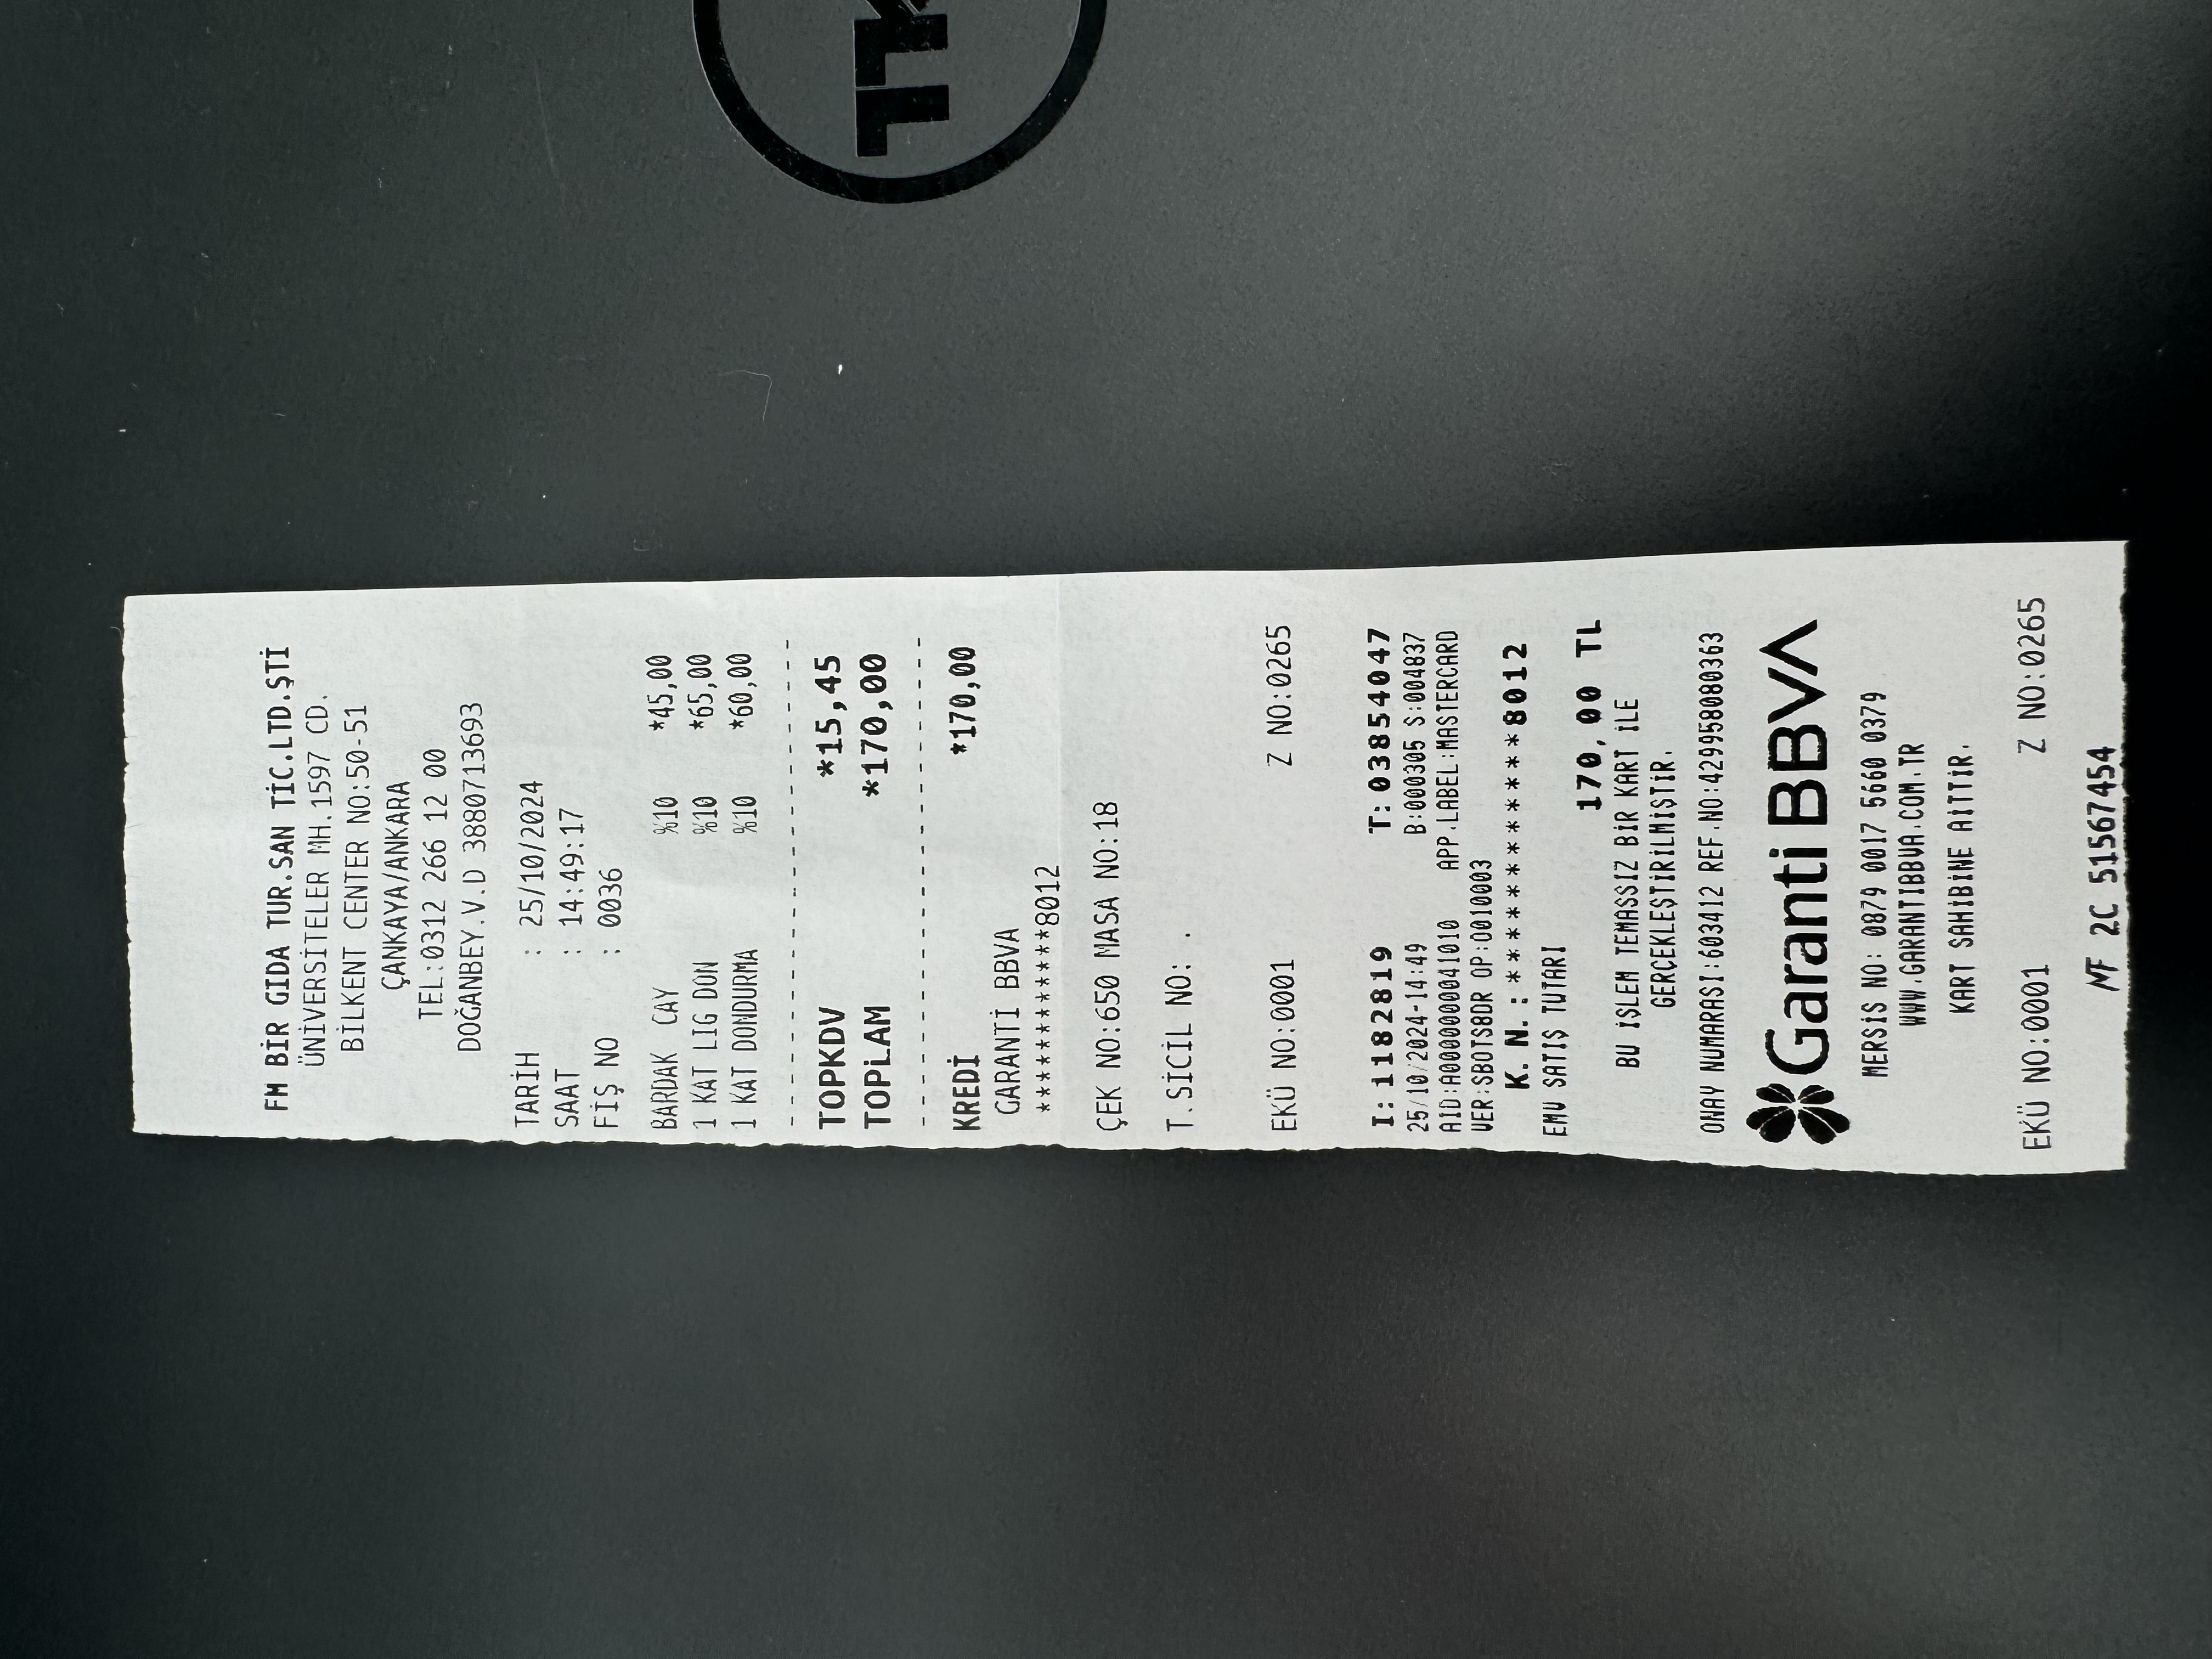 FM BİR GIDA TUR.SAN TİC.LTD.ŞTİ
ÜNİVERSİTELER MH.1597 CD.
BİLKENT CENTER NO:50-51
ÇANKAYA/ANKARA
TEL:0312 266 12 00
DOĞANBEY.V.D 3880713693
TARİH : 25/10/2024
SAAT : 14:49:17
FİŞ NO : 0036
BARDAK CAY %10 *45,00
1 KAT LIG DON %10 *65,00
1 KAT DONDURMA %10 *60,00
TOPKDV *15,45
TOPLAM *170,00
KREDİ *170,00
GARANTİ BBVA
************8012
ÇEK NO:650 MASA NO:18
T.SİCİL NO: .
EKÜ NO:0001 Z NO:0265
I: 1182819 T: 03854047
25/10/2024-14:49 B:000305 S:004837
AID:A0000000041010 APP.LABEL:MASTERCARD
VER:SBOTS8DR OP:0010003
K. N. : ************8012
EMV SATIŞ TUTARI
170,00 TL
BU İŞLEM TEMASSIZ BİR KART İLE
GERÇEKLEŞTİRİLMİŞTİR.
ONAY NUMARASI:603412 REF.NO:429958080363
Garanti BBVA
MERSİS NO: 0879 0017 5660 0379
WWW.GARANTIBBVA.COM.TR
KART SAHİBİNE AİTTİR.
EKÜ NO:0001 Z NO:0265
MF 2C 51567454